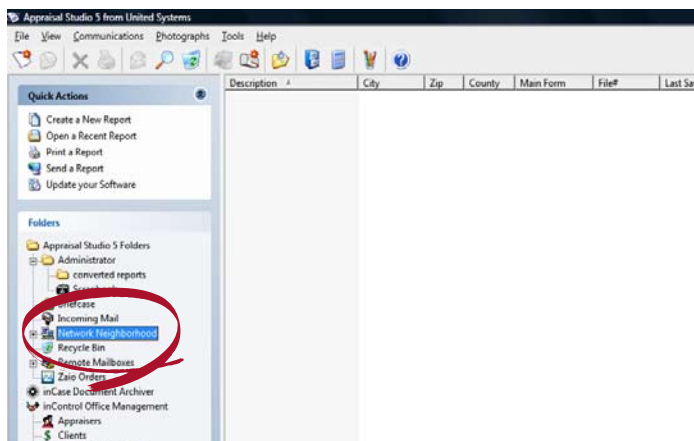 Appraisal Studio 5 from United Systems
File View Communications Photographs Tools Help
Description City Zip County Main Form File# Last Sa
Quick Actions
Create a New Report
Open a Recent Report
Print a Report
Send a Report
Update your Software
Folders
Appraisal Studio 5 Folders
Administrator
converted reports
Scrapbook
Briefcase
Incoming Mail
Network Neighborhood
Recycle Bin
Remote Mailboxes
Zaio Orders
inCase Document Archiver
inControl Office Management
Appraisers
Clients